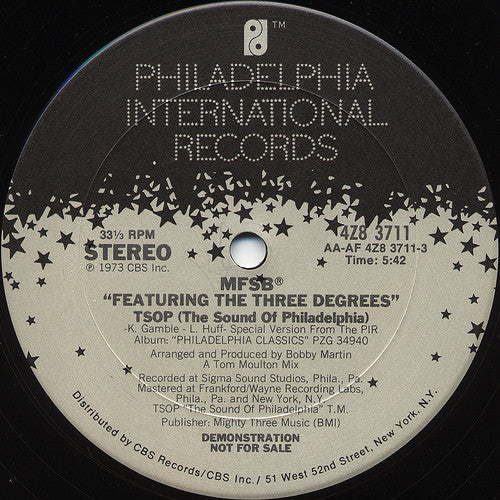 TM
PHILADELPHIA
INTERNATIONAL
RECORDS
33⅓ RPM
STEREO
℗ 1973 CBS Inc.
4Z8 3711
AA-AF 4Z8 3711-3
Time: 5:42
MFSB®
"FEATURING THE THREE DEGREES"
TSOP (The Sound Of Philadelphia)
-K. Gamble - L. Huff- Special Version From The PIR
Album: "PHILADELPHIA CLASSICS" PZG 34940
Arranged and Produced by Bobby Martin
A Tom Moulton Mix
Recorded at Sigma Sound Studios, Phila., Pa.
Mastered at Frankford/Wayne Recording Labs,
Phila., Pa. and New York, N.Y.
TSOP "The Sound Of Philadelphia" T.M.
Publisher: Mighty Three Music (BMI)
DEMONSTRATION
NOT FOR SALE
Distributed by CBS Records/CBS Inc./ 51 West 52nd Street, New York, N.Y.